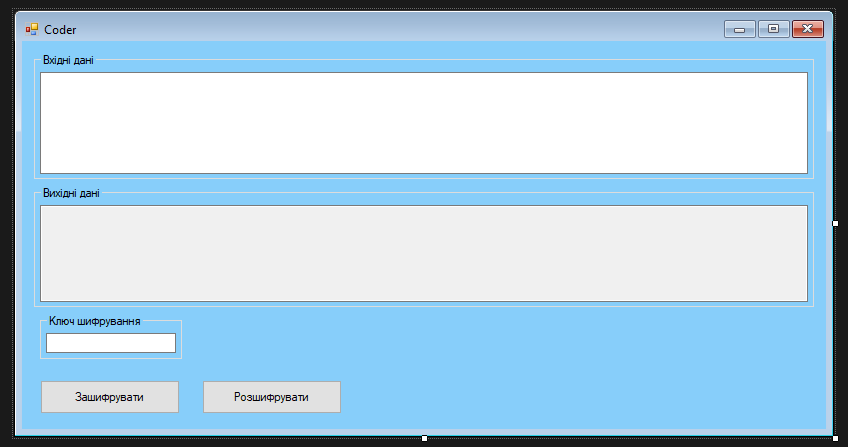 Coder
Вхідні дані
Вихідні дані
Ключ шифрування
Зашифрувати
Розшифрувати